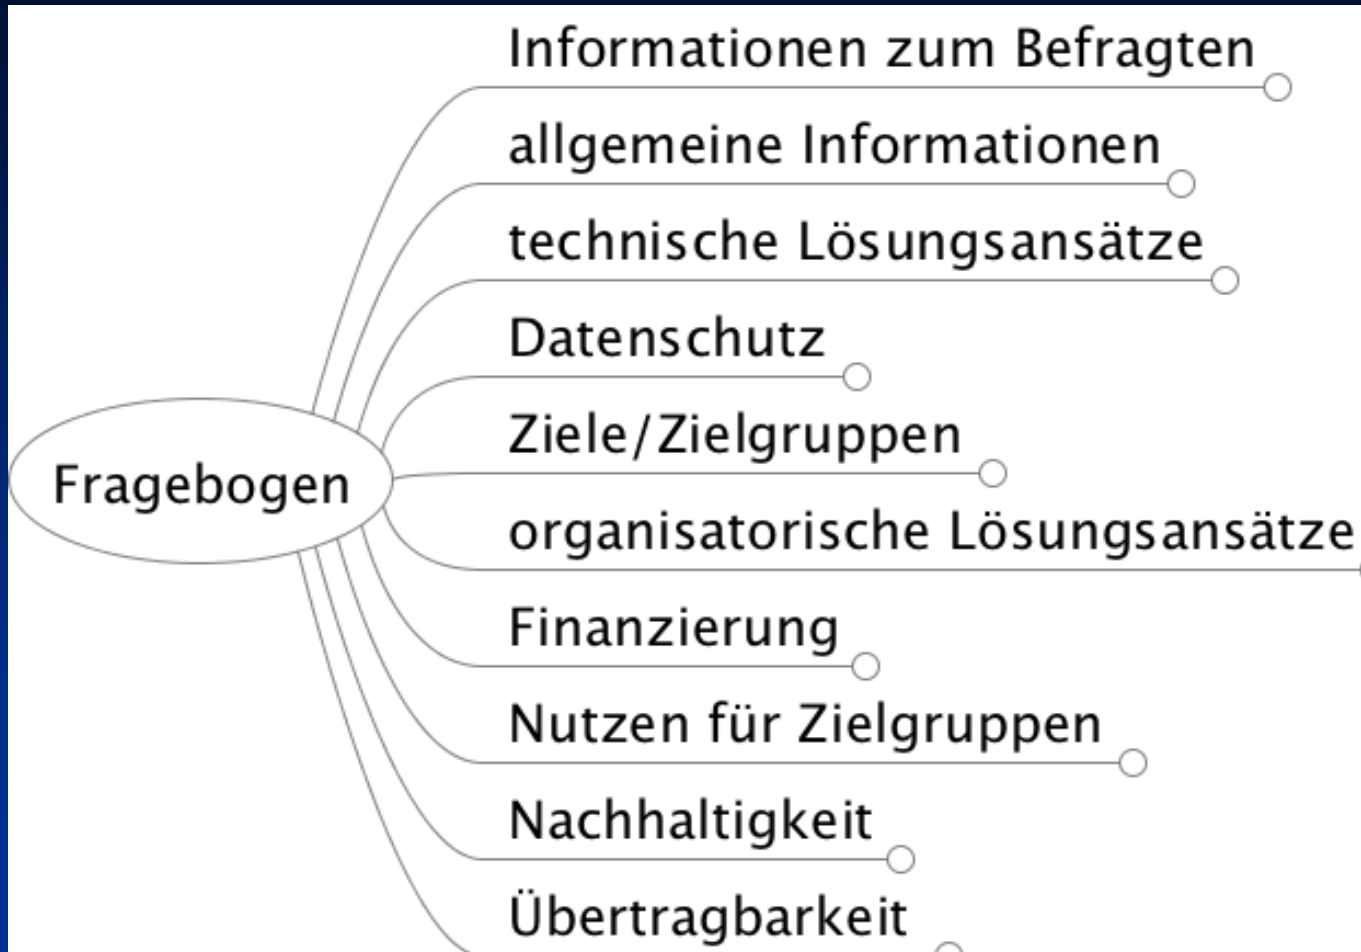 Informationen zum Befragten
allgemeine Informationen
technische Lösungsansätze
Datenschutz
Ziele/Zielgruppen
Fragebogen
organisatorische Lösungsansätze
Finanzierung
Nutzen für Zielgruppen
Nachhaltigkeit
Übertragbarkeit